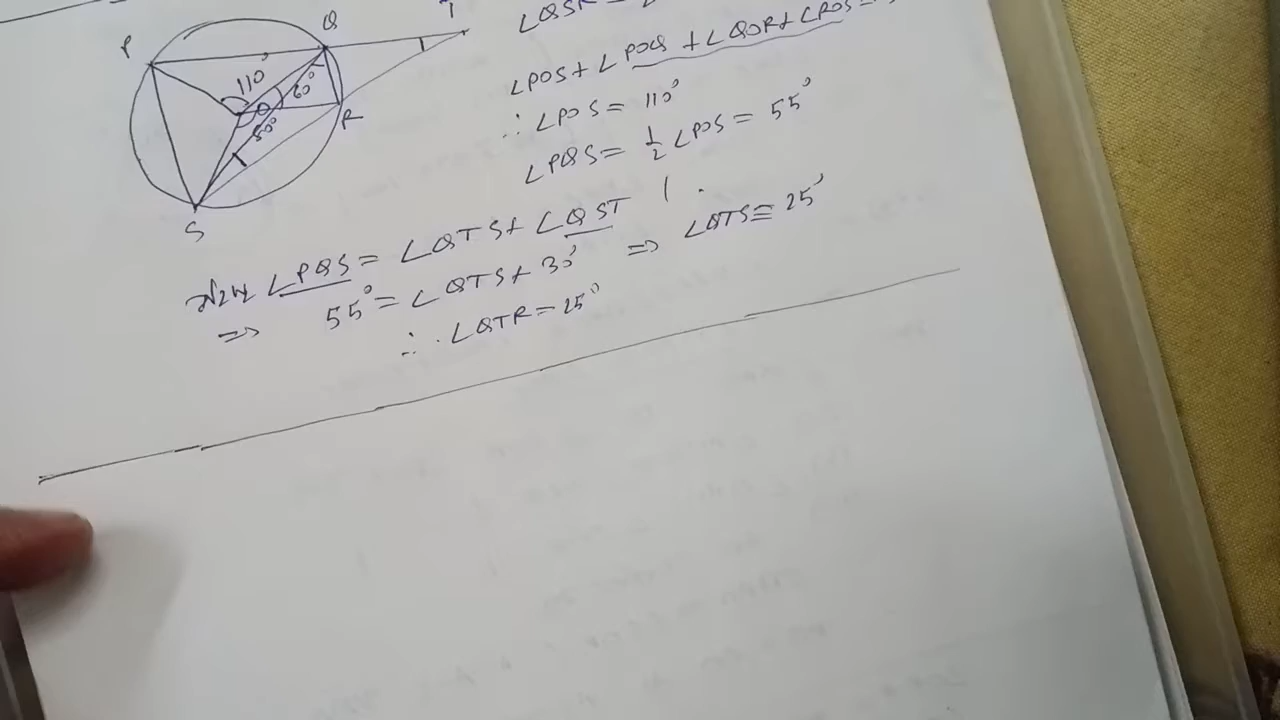 T
Q
P
110°
60°
O
R
80°
S
∠QSR =
∠POS + ∠POQ + ∠QOR + ∠ROS =
∴ ∠POS = 110°
∠PQS = 1/2 ∠POS = 55°
∠PQS = ∠QTS + ∠QST
⇒ 55° = ∠QTS + 30° ⇒ ∠QTS = 25°
∴ ∠QTR = 25°